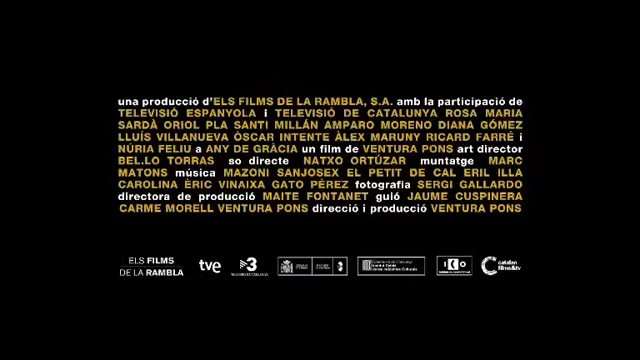 una producció d'ELS FILMS DE LA RAMBLA, S.A. amb la participació de
TELEVISIÓ ESPANYOLA i TELEVISIÓ DE CATALUNYA ROSA MARIA
SARDÀ ORIOL PLA SANTI MILLÁN AMPARO MORENO DIANA GÓMEZ
LLUÍS VILLANUEVA ÒSCAR INTENTE ÀLEX MARUNY RICARD FARRÉ i
NÚRIA FELIU a ANY DE GRÀCIA un film de VENTURA PONS art director
BEL.LO TORRAS so directe NATXO ORTÚZAR muntatge MARC
MATONS música MAZONI SANJOSEX EL PETIT DE CAL ERIL ILLA
CAROLINA ÈRIC VINAIXA GATO PÉREZ fotografia SERGI GALLARDO
directora de producció MAITE FONTANET guió JAUME CUSPINERA
CARME MORELL VENTURA PONS direcció i producció VENTURA PONS
ELS FILMS
DE LA RAMBLA
tve
3
ICO
catalan
films&tv